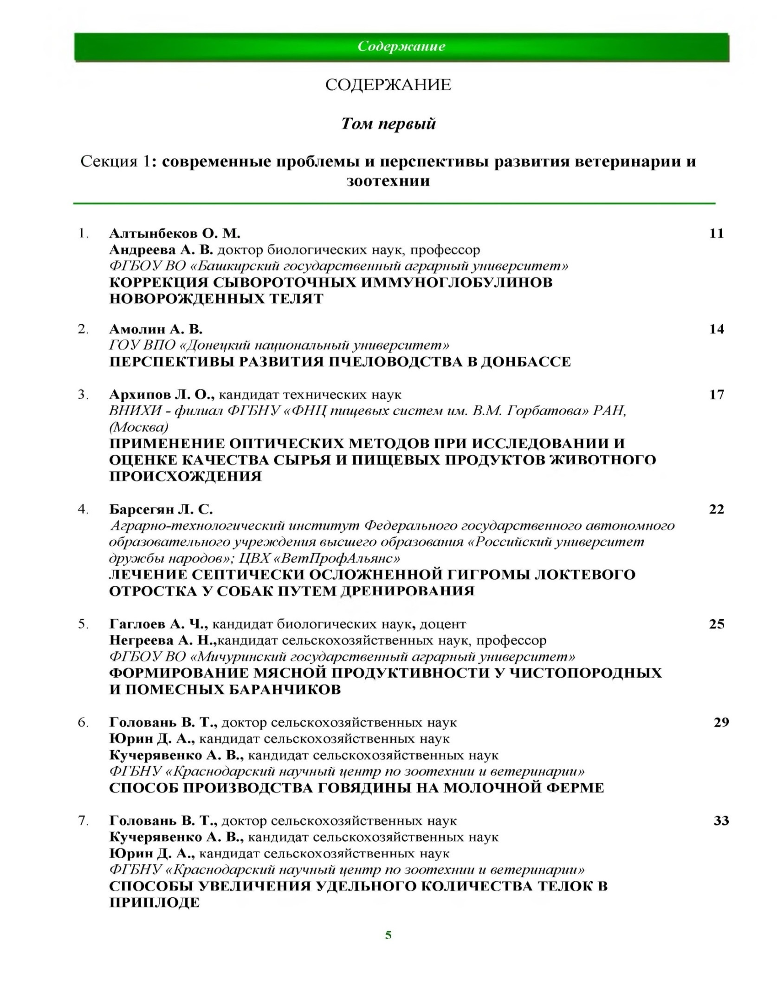 Содержание
СОДЕРЖАНИЕ
Том первый
Секция 1: современные проблемы и перспективы развития ветеринарии и
зоотехнии
1. Алтынбеков О. М. 11
Андреева А. В. доктор биологических наук, профессор
ФГБОУ ВО «Башкирский государственный аграрный университет»
КОРРЕКЦИЯ СЫВОРОТОЧНЫХ ИММУНОГЛОБУЛИНОВ
НОВОРОЖДЕННЫХ ТЕЛЯТ
2. Амолин А. В. 14
ГОУ ВПО «Донецкий национальный университет»
ПЕРСПЕКТИВЫ РАЗВИТИЯ ПЧЕЛОВОДСТВА В ДОНБАССЕ
3. Архипов Л. О., кандидат технических наук 17
ВНИХИ - филиал ФГБНУ «ФНЦ пищевых систем им. В.М. Горбатова» РАН,
(Москва)
ПРИМЕНЕНИЕ ОПТИЧЕСКИХ МЕТОДОВ ПРИ ИССЛЕДОВАНИИ И
ОЦЕНКЕ КАЧЕСТВА СЫРЬЯ И ПИЩЕВЫХ ПРОДУКТОВ ЖИВОТНОГО
ПРОИСХОЖДЕНИЯ
4. Барсегян Л. С. 22
Аграрно-технологический институт Федерального государственного автономного
образовательного учреждения высшего образования «Российский университет
дружбы народов»; ЦВХ «ВетПрофАльянс»
ЛЕЧЕНИЕ СЕПТИЧЕСКИ ОСЛОЖНЕННОЙ ГИГРОМЫ ЛОКТЕВОГО
ОТРОСТКА У СОБАК ПУТЕМ ДРЕНИРОВАНИЯ
5. Гаглоев А. Ч., кандидат биологических наук, доцент 25
Негреева А. Н.,кандидат сельскохозяйственных наук, профессор
ФГБОУ ВО «Мичуринский государственный аграрный университет»
ФОРМИРОВАНИЕ МЯСНОЙ ПРОДУКТИВНОСТИ У ЧИСТОПОРОДНЫХ
И ПОМЕСНЫХ БАРАНЧИКОВ
6. Головань В. Т., доктор сельскохозяйственных наук 29
Юрин Д. А., кандидат сельскохозяйственных наук
Кучерявенко А. В., кандидат сельскохозяйственных наук
ФГБНУ «Краснодарский научный центр по зоотехнии и ветеринарии»
СПОСОБ ПРОИЗВОДСТВА ГОВЯДИНЫ НА МОЛОЧНОЙ ФЕРМЕ
7. Головань В. Т., доктор сельскохозяйственных наук 33
Кучерявенко А. В., кандидат сельскохозяйственных наук
Юрин Д. А., кандидат сельскохозяйственных наук
ФГБНУ «Краснодарский научный центр по зоотехнии и ветеринарии»
СПОСОБЫ УВЕЛИЧЕНИЯ УДЕЛЬНОГО КОЛИЧЕСТВА ТЕЛОК В
ПРИПЛОДЕ
5